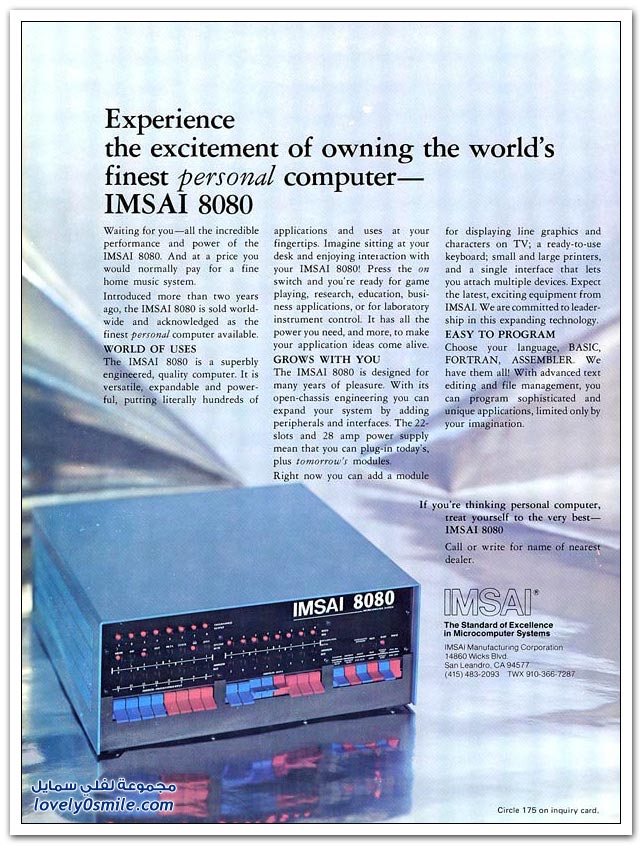 Experience
the excitement of owning the world's
finest personal computer—
IMSAI 8080
Waiting for you—all the incredible
performance and power of the
IMSAI 8080. And at a price you
would normally pay for a fine
home music system.
Introduced more than two years
ago, the IMSAI 8080 is sold world-
wide and acknowledged as the
finest personal computer available.
WORLD OF USES
The IMSAI 8080 is a superbly
engineered, quality computer. It is
versatile, expandable and power-
ful, putting literally hundreds of
applications and uses at your
fingertips. Imagine sitting at your
desk and enjoying interaction with
your IMSAI 8080! Press the on
switch and you're ready for game
playing, research, education, busi-
ness applications, or for laboratory
instrument control. It has all the
power you need, and more, to make
your application ideas come alive.
GROWS WITH YOU
The IMSAI 8080 is designed for
many years of pleasure. With its
open-chassis engineering you can
expand your system by adding
peripherals and interfaces. The 22-
slots and 28 amp power supply
mean that you can plug-in today's,
plus tomorrow's modules.
Right now you can add a module
for displaying line graphics and
characters on TV; a ready-to-use
keyboard; small and large printers,
and a single interface that lets
you attach multiple devices. Expect
the latest, exciting equipment from
IMSAI. We are committed to leader-
ship in this expanding technology.
EASY TO PROGRAM
Choose your language, BASIC,
FORTRAN, ASSEMBLER. We
have them all! With advanced text
editing and file management, you
can program sophisticated and
unique applications, limited only by
your imagination.
If you're thinking personal computer,
treat yourself to the very best—
IMSAI 8080
Call or write for name of nearest
dealer.
IMSAI®
The Standard of Excellence
in Microcomputer Systems
IMSAI Manufacturing Corporation
14860 Wicks Blvd.
San Leandro, CA 94577
(415) 483-2093 TWX 910-366-7287
IMSAI 8080
مجموعة لفلي سمايل
lovely0smile.com
Circle 175 on inquiry card.